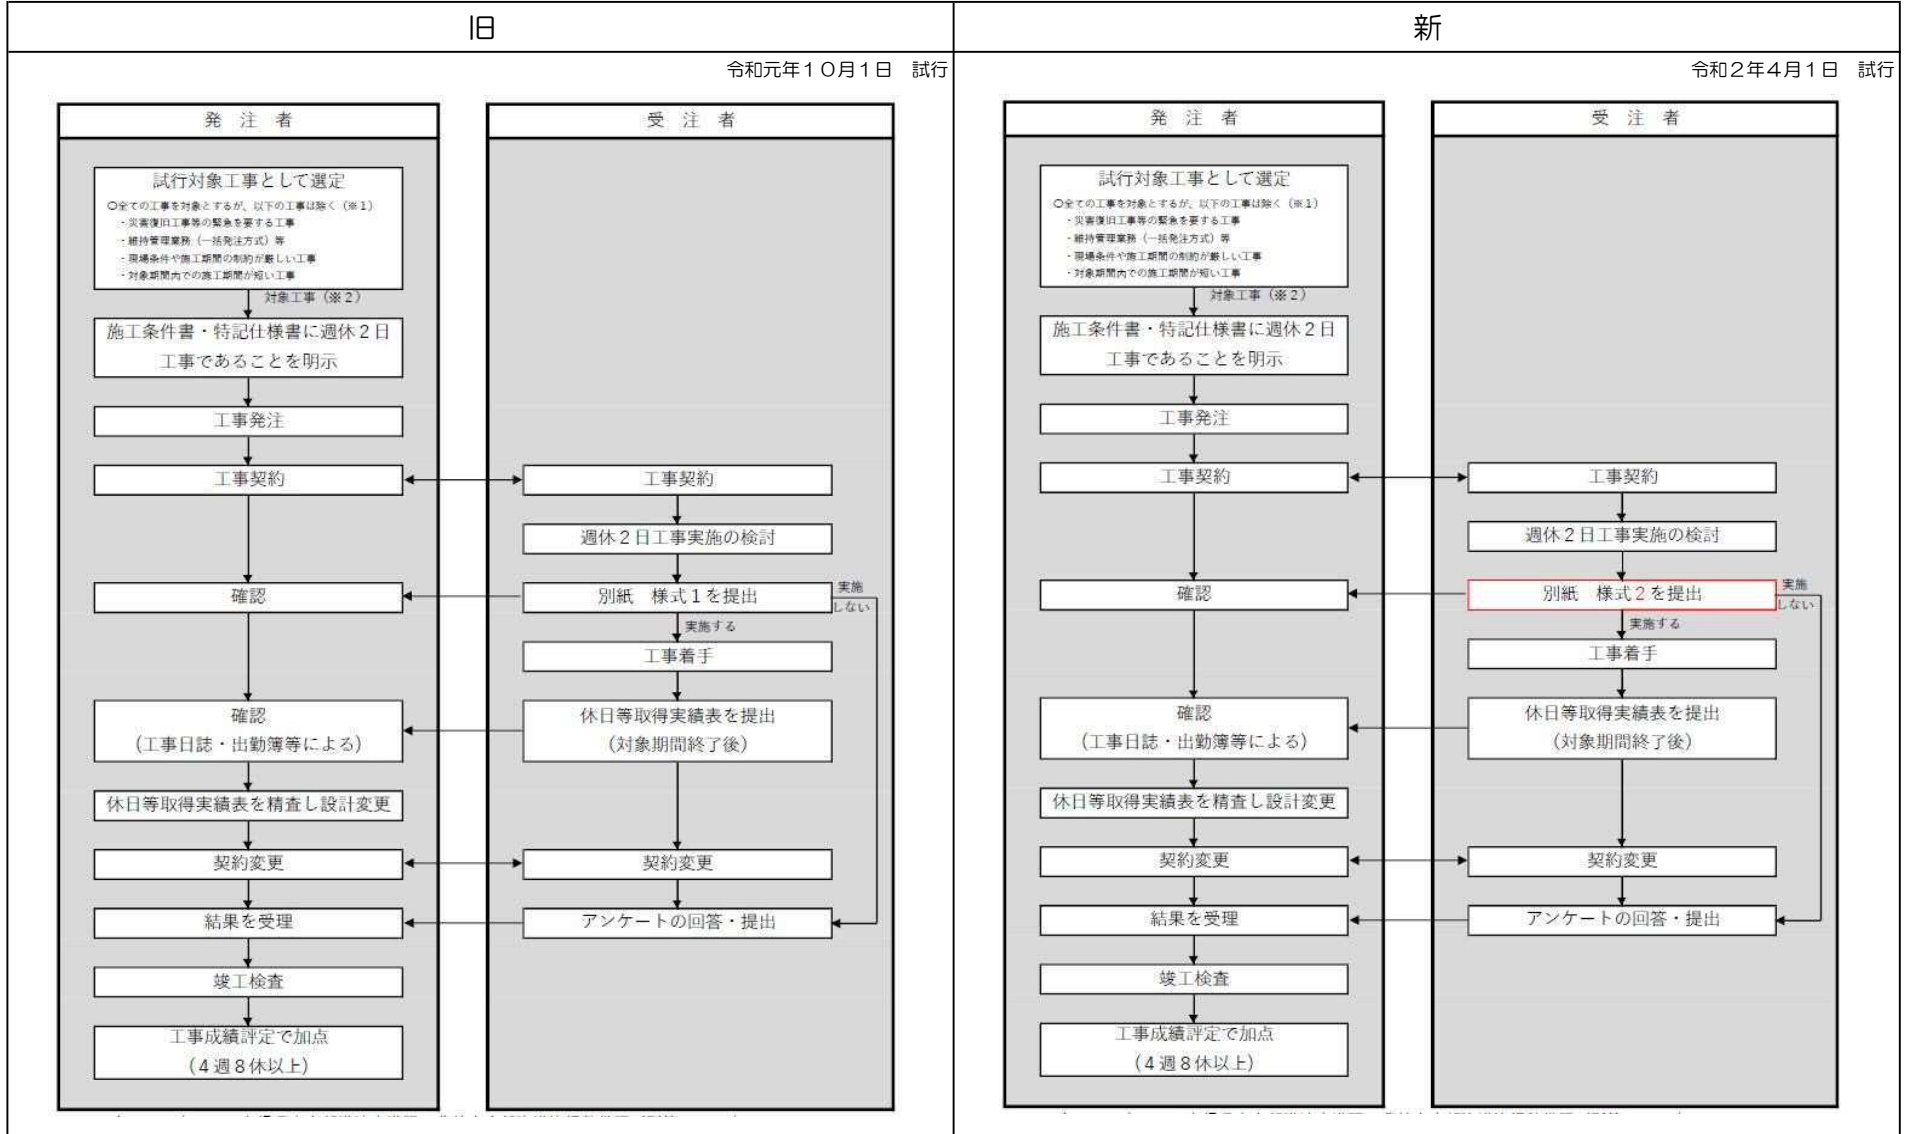 旧
令和元年10月1日 試行
発 注 者
試行対象工事として選定
○全ての工事を対象とするが、以下の工事は除く（※1）
・災害復旧工事等の緊急を要する工事
・維持管理業務（一括発注方式）等
・現場条件や施工期間の制約が厳しい工事
・対象期間内での施工期間が短い工事
対象工事（※2）
施工条件書・特記仕様書に週休2日
工事であることを明示
工事発注
工事契約
確認
確認
（工事日誌・出勤簿等による）
休日等取得実績表を精査し設計変更
契約変更
結果を受理
竣工検査
工事成績評定で加点
（4週8休以上）
受 注 者
工事契約
週休2日工事実施の検討
別紙 様式1を提出
実施
しない
実施する
工事着手
休日等取得実績表を提出
（対象期間終了後）
契約変更
アンケートの回答・提出
新
令和2年4月1日 試行
発 注 者
試行対象工事として選定
○全ての工事を対象とするが、以下の工事は除く（※1）
・災害復旧工事等の緊急を要する工事
・維持管理業務（一括発注方式）等
・現場条件や施工期間の制約が厳しい工事
・対象期間内での施工期間が短い工事
対象工事（※2）
施工条件書・特記仕様書に週休2日
工事であることを明示
工事発注
工事契約
確認
確認
（工事日誌・出勤簿等による）
休日等取得実績表を精査し設計変更
契約変更
結果を受理
竣工検査
工事成績評定で加点
（4週8休以上）
受 注 者
工事契約
週休2日工事実施の検討
別紙 様式2を提出
実施
しない
実施する
工事着手
休日等取得実績表を提出
（対象期間終了後）
契約変更
アンケートの回答・提出